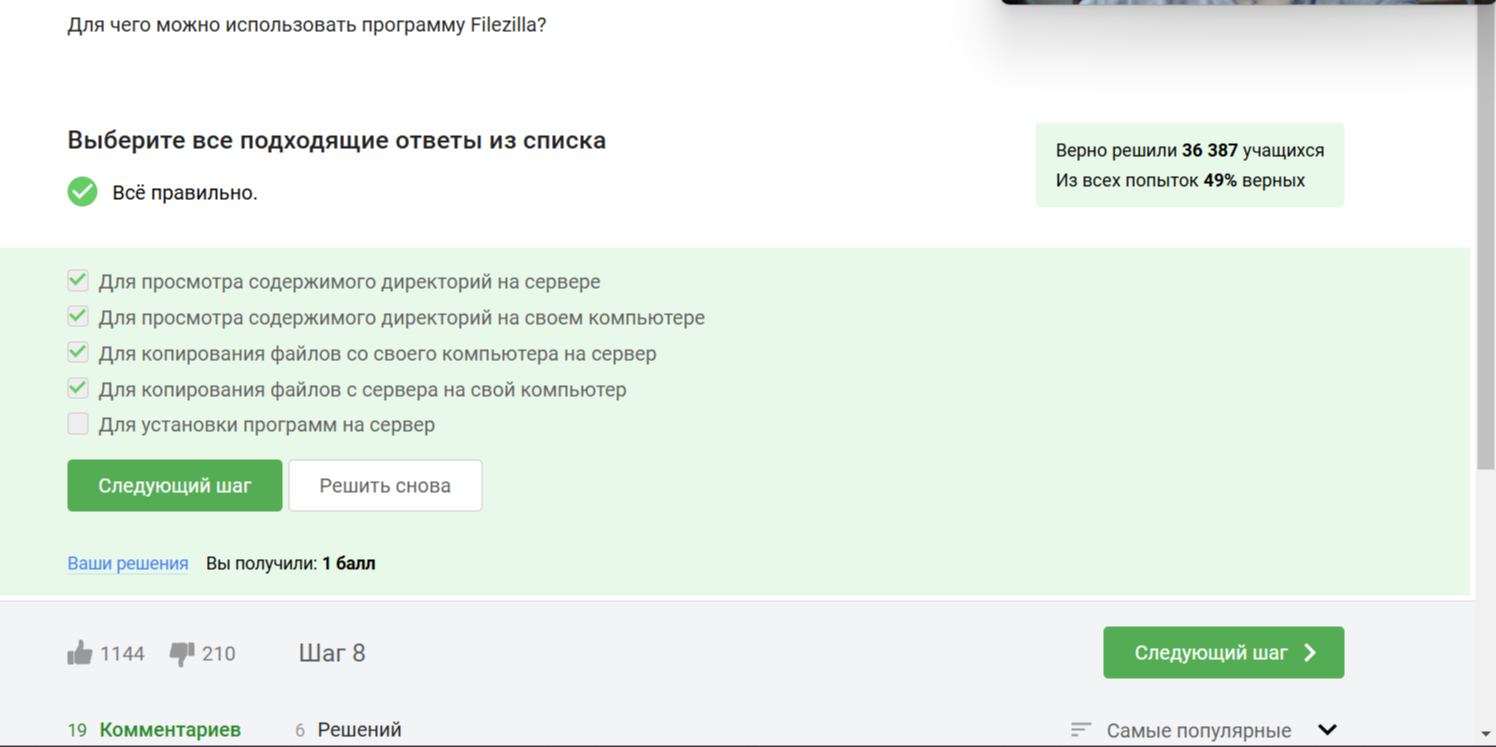 Для чего можно использовать программу Filezilla?
Выберите все подходящие ответы из списка
Всё правильно.
Верно решили 36 387 учащихся
Из всех попыток 49% верных
Для просмотра содержимого директорий на сервере
Для просмотра содержимого директорий на своем компьютере
Для копирования файлов со своего компьютера на сервер
Для копирования файлов с сервера на свой компьютер
Для установки программ на сервер
Следующий шаг Решить снова
Ваши решения Вы получили: 1 балл
1144 210 Шаг 8 Следующий шаг
19 Комментариев 6 Решений Самые популярные